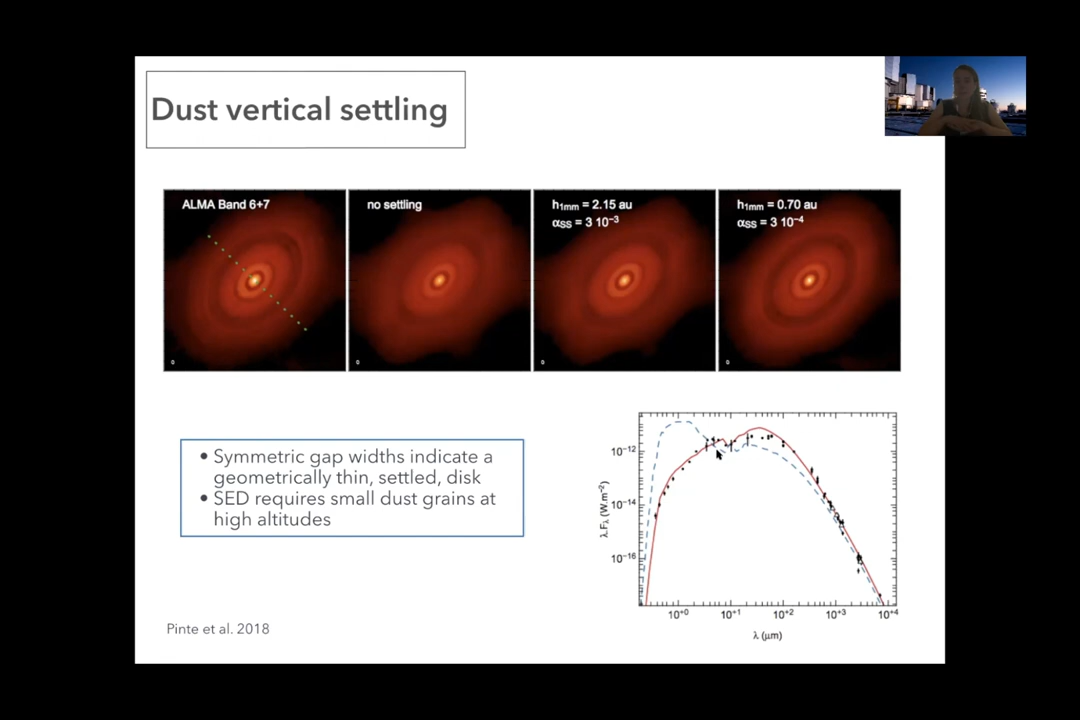 Dust vertical settling
ALMA Band 6+7
no settling
h1mm = 2.15 au
αSS = 3 10−3
h1mm = 0.70 au
αSS = 3 10−4
• Symmetric gap widths indicate a
geometrically thin, settled, disk
• SED requires small dust grains at
high altitudes
10−12
10−14
10−16
λ.Fλ (W.m−2)
10+0
10+1
10+2
10+3
10+4
λ (μm)
Pinte et al. 2018